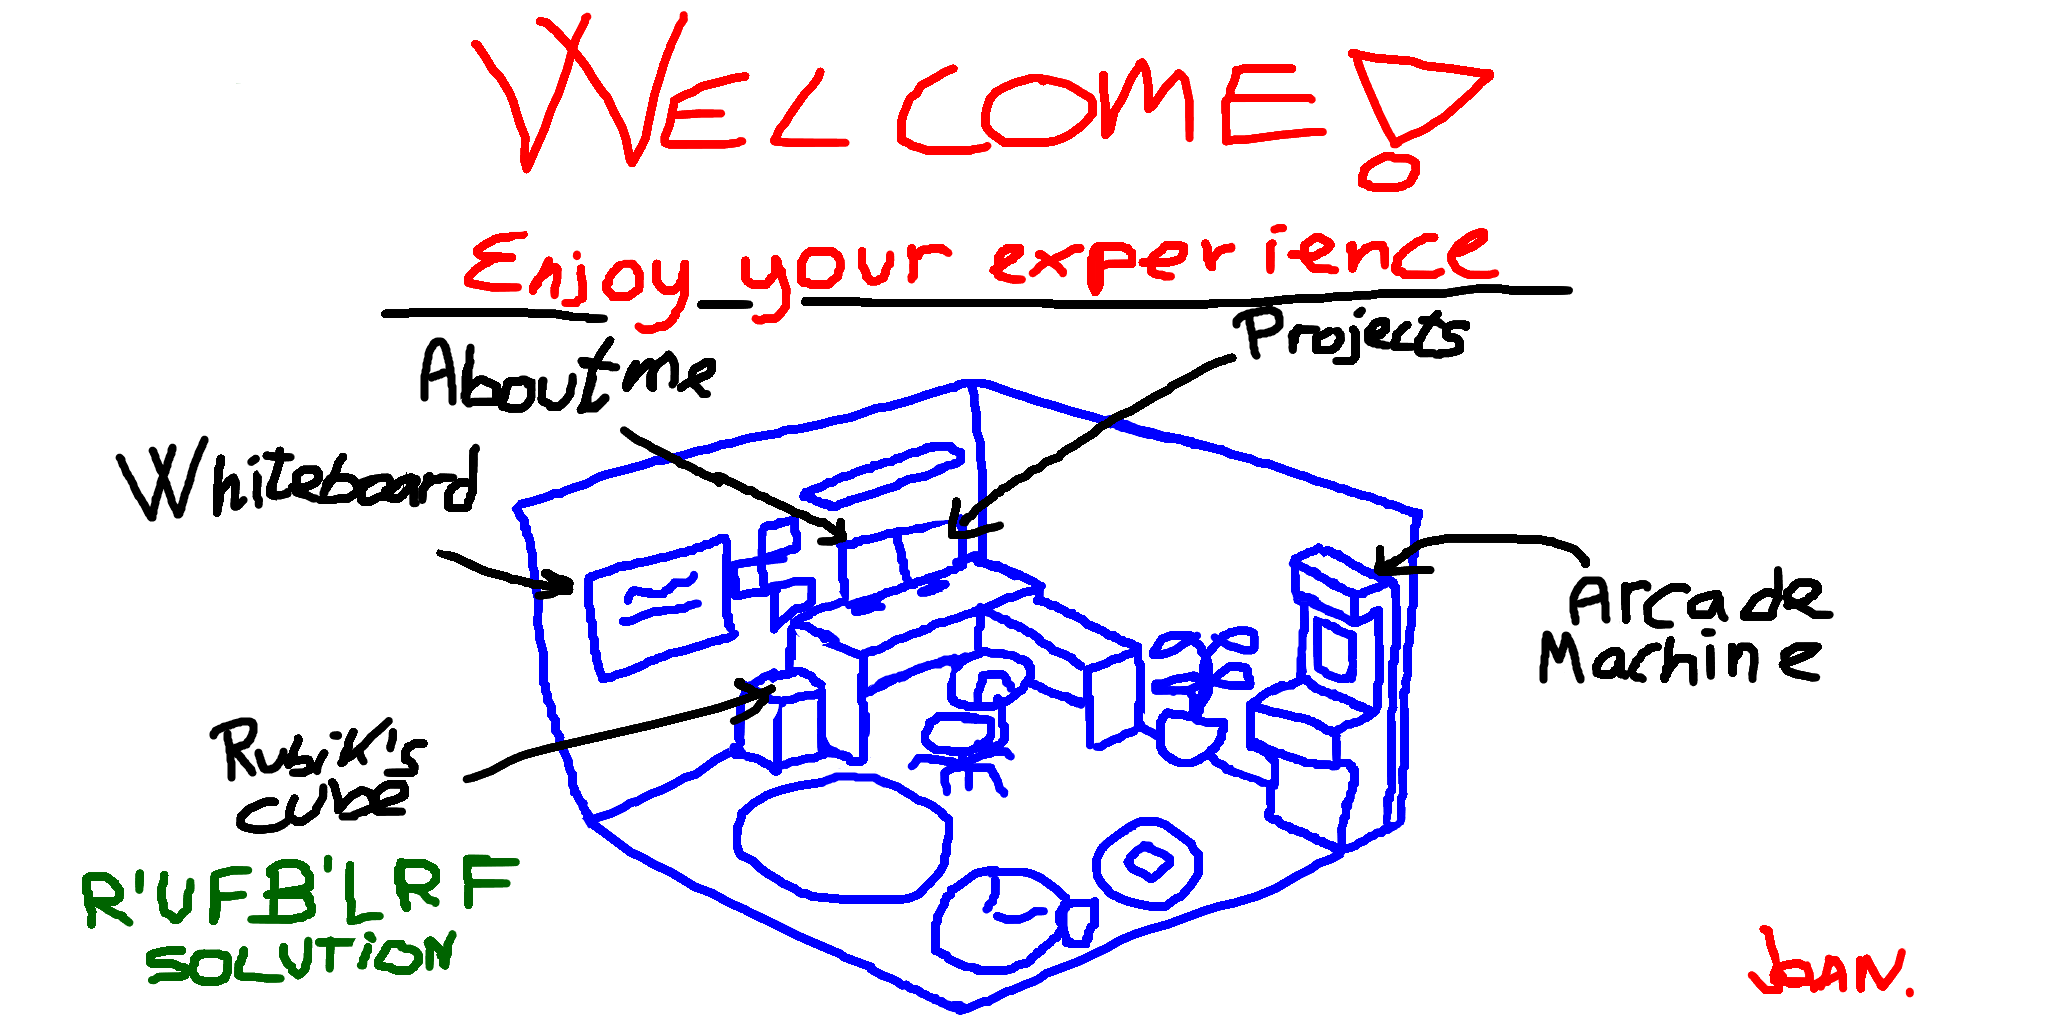 WELCOME!
Enjoy your experience
About me
Projects
Whiteboard
Arcade
Machine
Rubik's
cube
R'UFB'LRF
SOLUTION
JOAN.